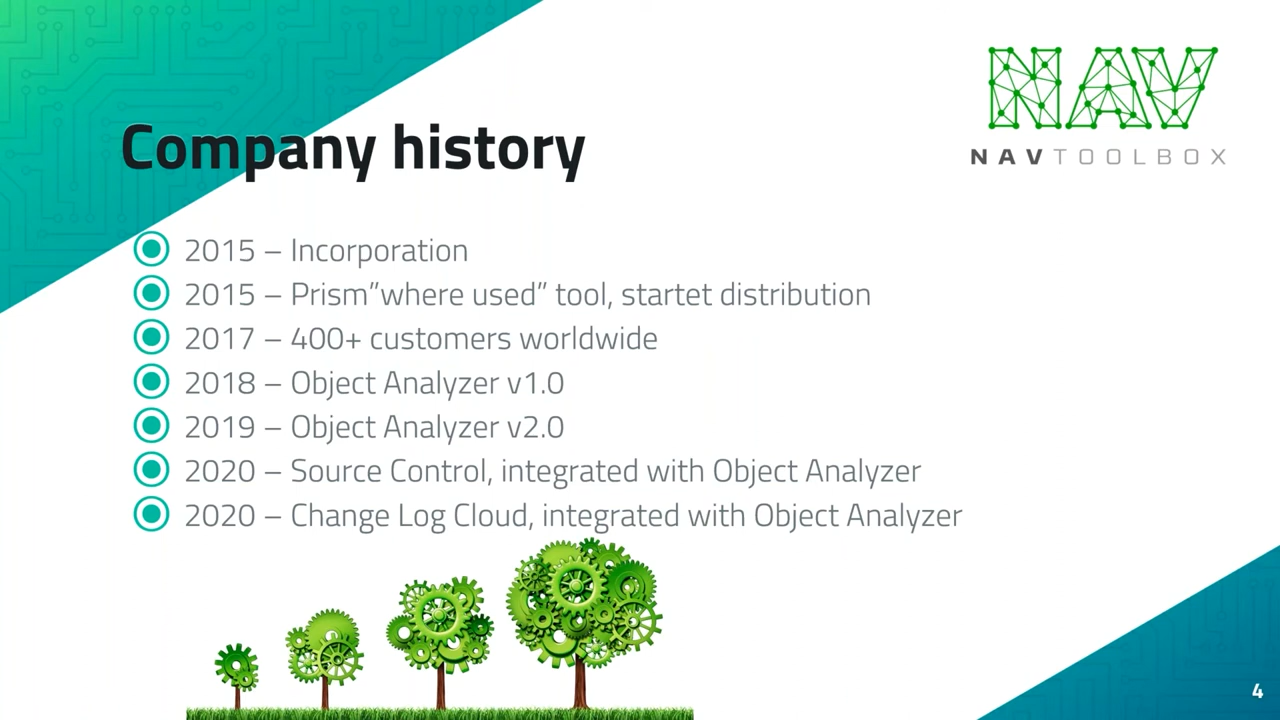 NAV
NAVTOOLBOX
Company history
2015 – Incorporation
2015 – Prism”where used” tool, startet distribution
2017 – 400+ customers worldwide
2018 – Object Analyzer v1.0
2019 – Object Analyzer v2.0
2020 – Source Control, integrated with Object Analyzer
2020 – Change Log Cloud, integrated with Object Analyzer
4